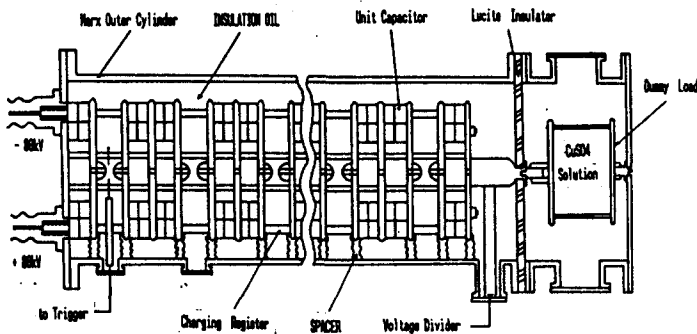 Marx Outer Cylinder
INSULATION OIL
Unit Capacitor
Lucite Insulator
Dummy Load
CuSO4
Solution
to Trigger
Charging Register
SPACER
Voltage Divider